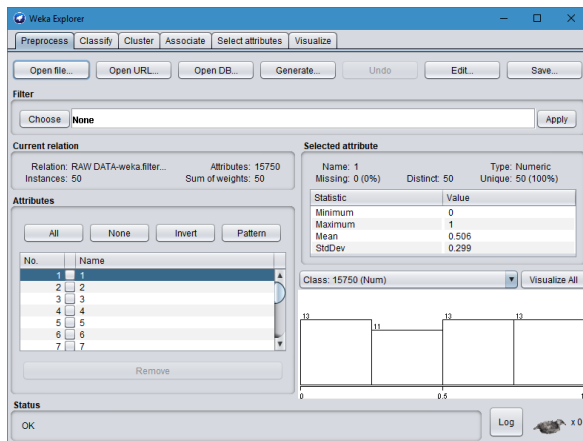 Weka Explorer
Preprocess Classify Cluster Associate Select attributes Visualize
Open file... Open URL... Open DB... Generate... Undo Edit... Save...
Filter
Choose None Apply
Current relation
Relation: RAW DATA-weka.filter... Attributes: 15750
Instances: 50 Sum of weights: 50
Attributes
All None Invert Pattern
No. Name
1 1
2 2
3 3
4 4
5 5
6 6
7 7
Remove
Selected attribute
Name: 1 Type: Numeric
Missing: 0 (0%) Distinct: 50 Unique: 50 (100%)
Statistic Value
Minimum 0
Maximum 1
Mean 0.506
StdDev 0.299
Class: 15750 (Num) Visualize All
13 11 13 13
0 0.5 1
Status
OK Log x 0